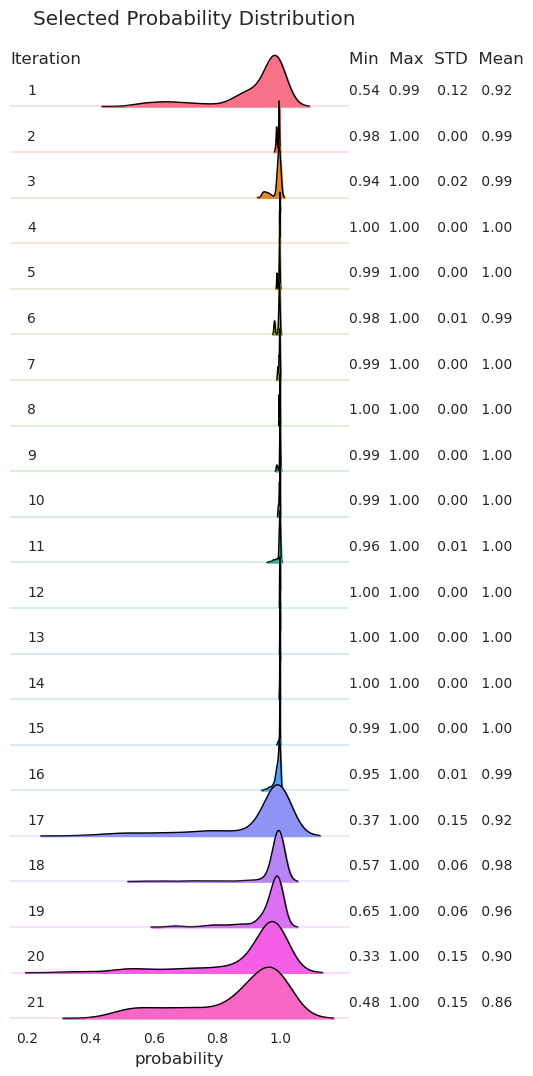 Selected Probability Distribution
Iteration Min Max STD Mean
1 0.54 0.99 0.12 0.92
2 0.98 1.00 0.00 0.99
3 0.94 1.00 0.02 0.99
4 1.00 1.00 0.00 1.00
5 0.99 1.00 0.00 1.00
6 0.98 1.00 0.01 0.99
7 0.99 1.00 0.00 1.00
8 1.00 1.00 0.00 1.00
9 0.99 1.00 0.00 1.00
10 0.99 1.00 0.00 1.00
11 0.96 1.00 0.01 1.00
12 1.00 1.00 0.00 1.00
13 1.00 1.00 0.00 1.00
14 1.00 1.00 0.00 1.00
15 0.99 1.00 0.00 1.00
16 0.95 1.00 0.01 0.99
17 0.37 1.00 0.15 0.92
18 0.57 1.00 0.06 0.98
19 0.65 1.00 0.06 0.96
20 0.33 1.00 0.15 0.90
21 0.48 1.00 0.15 0.86
0.2 0.4 0.6 0.8 1.0
probability